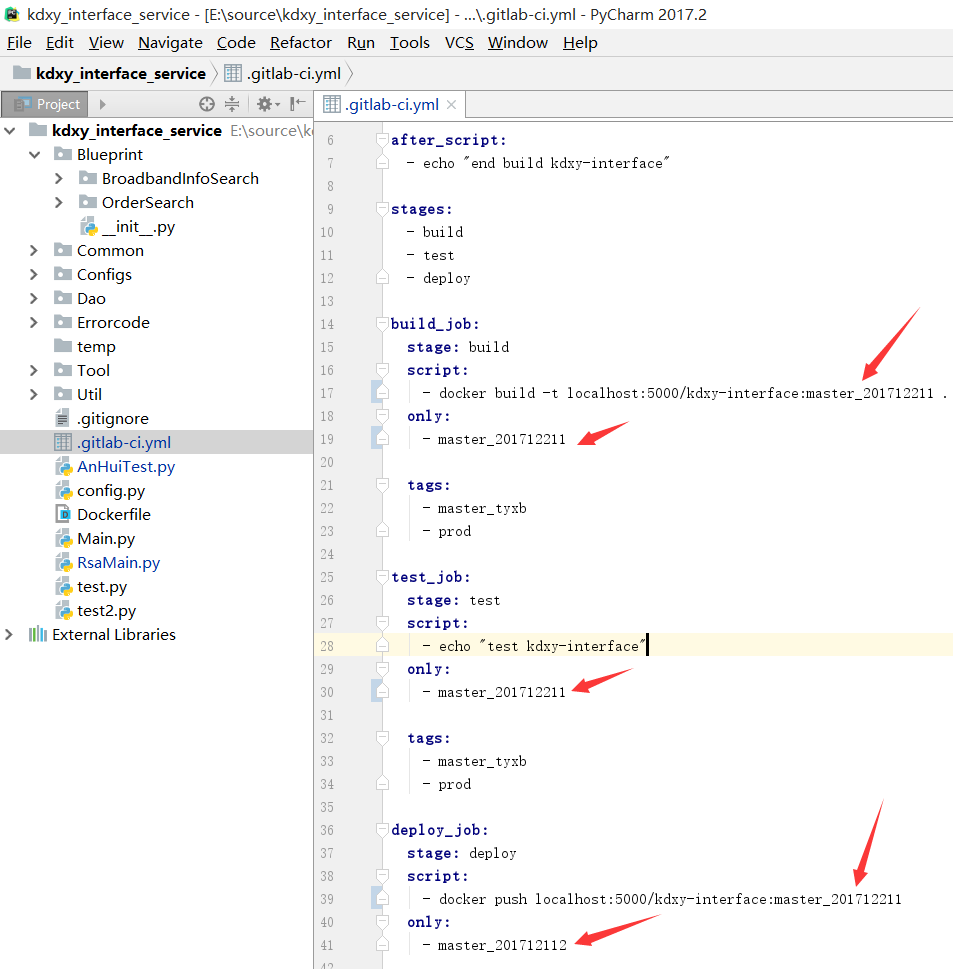 kdxy_interface_service - [E:\source\kdxy_interface_service] - ...\.gitlab-ci.yml - PyCharm 2017.2
File Edit View Navigate Code Refactor Run Tools VCS Window Help
kdxy_interface_service .gitlab-ci.yml
Project
.gitlab-ci.yml
kdxy_interface_service E:\source\k
Blueprint
BroadbandInfoSearch
OrderSearch
__init__.py
Common
Configs
Dao
Errorcode
temp
Tool
Util
.gitignore
.gitlab-ci.yml
AnHuiTest.py
config.py
Dockerfile
Main.py
RsaMain.py
test.py
test2.py
External Libraries
6 after_script:
7 - echo "end build kdxy-interface"
8
9 stages:
10 - build
11 - test
12 - deploy
13
14 build_job:
15 stage: build
16 script:
17 - docker build -t localhost:5000/kdxy-interface:master_201712211 .
18 only:
19 - master_201712211
20
21 tags:
22 - master_tyxb
23 - prod
24
25 test_job:
26 stage: test
27 script:
28 - echo "test kdxy-interface"
29 only:
30 - master_201712211
31
32 tags:
33 - master_tyxb
34 - prod
35
36 deploy_job:
37 stage: deploy
38 script:
39 - docker push localhost:5000/kdxy-interface:master_201712211
40 only:
41 - master_201712112